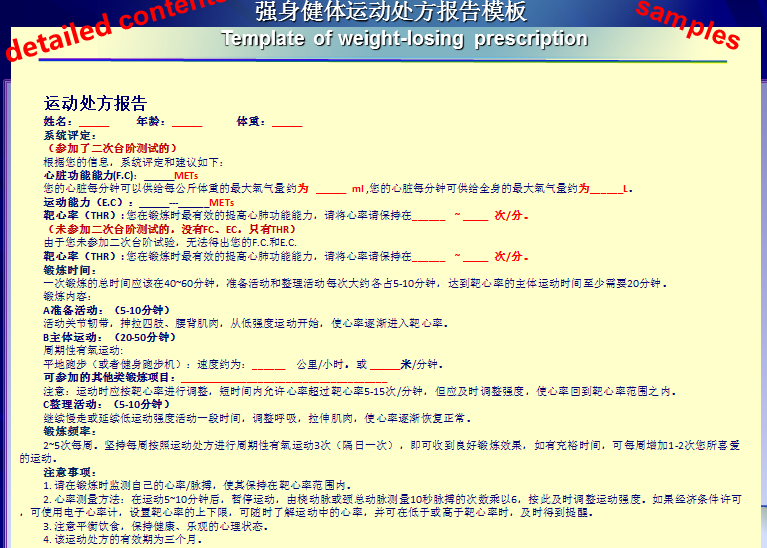 强身健体运动处方报告模板
detailed contents
samples
Template of weight-losing prescription
运动处方报告
姓名：_____ 年龄：_____ 体重：_____
系统评定：
（参加了二次台阶测试的）
根据您的信息，系统评定和建议如下：
心脏功能能力(F.C)：_____METs
您的心脏每分钟可以供给每公斤体重的最大氧气量约为 _____ ml ,您的心脏每分钟可供给全身的最大氧气量约为_____L。
运动能力（E.C）：_____---_____METs
靶心率（THR）:您在锻炼时最有效的提高心肺功能能力，请将心率请保持在_____ ~ _____ 次/分。
（未参加二次台阶测试的，没有FC、EC，只有THR）
由于您未参加二次台阶试验，无法得出您的F.C.和E.C.
靶心率（THR）:您在锻炼时最有效的提高心肺功能能力，请将心率请保持在_____ ~ _____ 次/分。
锻炼时间：
一次锻炼的总时间应该在40~60分钟，准备活动和整理活动每次大约各占5-10分钟，达到靶心率的主体运动时间至少需要20分钟。
锻炼内容：
A准备活动：（5-10分钟）
活动关节韧带，抻拉四肢、腰背肌肉，从低强度运动开始，使心率逐渐进入靶心率。
B主体运动：（20-50分钟）
周期性有氧运动:
平地跑步（或者健身跑步机）：速度约为：_____ 公里/小时。或 _____米/分钟。
可参加的其他类锻炼项目：______________________________
注意：运动时应按靶心率进行调整，短时间内允许心率超过靶心率5-15次/分钟，但应及时调整强度，使心率回到靶心率范围之内。
C整理活动：（5-10分钟）
继续慢走或延续低运动强度活动一段时间，调整呼吸，拉伸肌肉，使心率逐渐恢复正常。
锻炼频率：
2~5次每周。坚持每周按照运动处方进行周期性有氧运动3次（隔日一次），即可收到良好锻炼效果，如有充裕时间，可每周增加1-2次您所喜爱
的运动。
注意事项：
1. 请在锻炼时监测自己的心率/脉搏，使其保持在靶心率范围内。
2. 心率测量方法：在运动5~10分钟后，暂停运动，由桡动脉或颈总动脉测量10秒脉搏的次数乘以6，按此及时调整运动强度。如果经济条件许可
，可使用电子心率计，设置靶心率的上下限，可随时了解运动中的心率，并可在低于或高于靶心率时，及时得到提醒。
3. 注意平衡饮食，保持健康、乐观的心理状态。
4. 该运动处方的有效期为三个月。